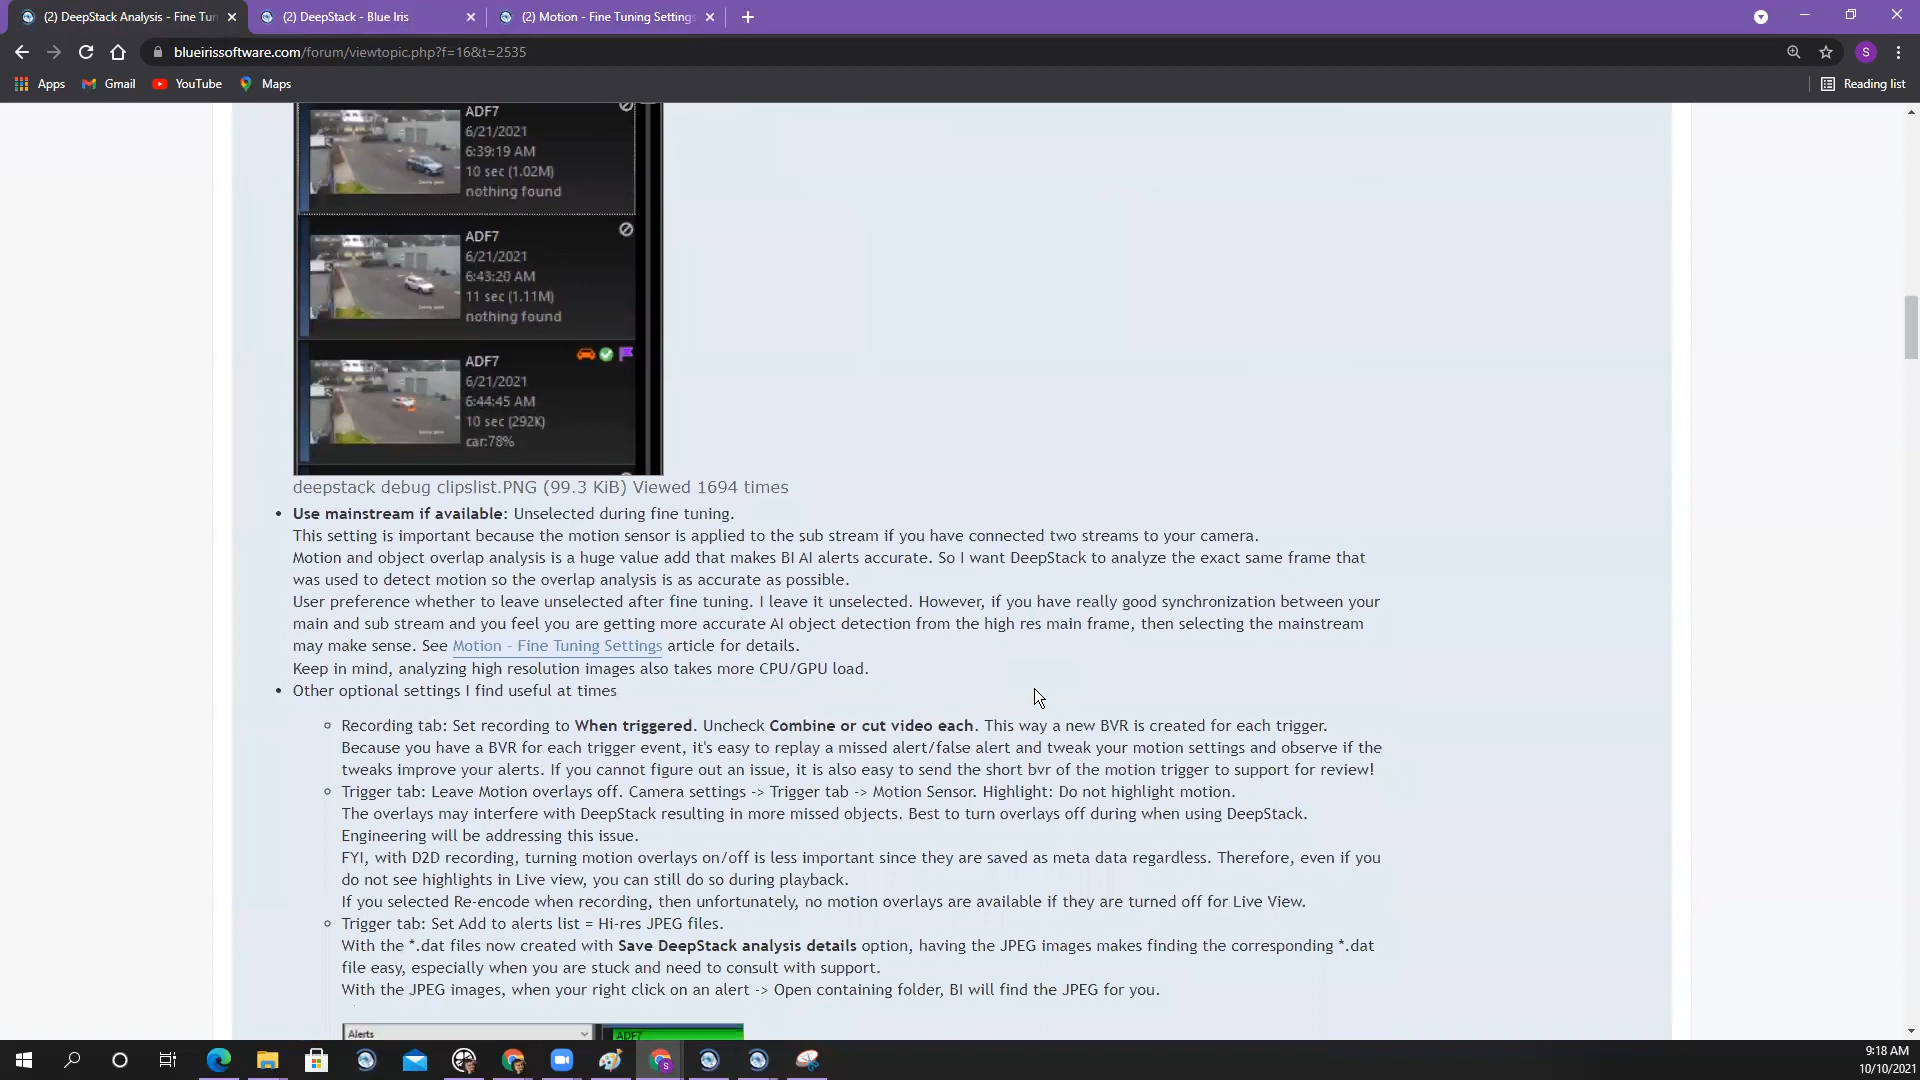 (2) DeepStack Analysis - Fine Tun
(2) DeepStack - Blue Iris
(2) Motion - Fine Tuning Settings
blueirissoftware.com/forum/viewtopic.php?f=16&t=2535
S
Apps
Gmail
YouTube
Maps
Reading list
ADF7
6/21/2021
6:39:19 AM
10 sec (1.02M)
nothing found
ADF7
6/21/2021
6:43:20 AM
11 sec (1.11M)
nothing found
ADF7
6/21/2021
6:44:45 AM
10 sec (292K)
car:78%
deepstack debug clipslist.PNG (99.3 KiB) Viewed 1694 times
• Use mainstream if available: Unselected during fine tuning.
This setting is important because the motion sensor is applied to the sub stream if you have connected two streams to your camera.
Motion and object overlap analysis is a huge value add that makes BI AI alerts accurate. So I want DeepStack to analyze the exact same frame that
was used to detect motion so the overlap analysis is as accurate as possible.
User preference whether to leave unselected after fine tuning. I leave it unselected. However, if you have really good synchronization between your
main and sub stream and you feel you are getting more accurate AI object detection from the high res main frame, then selecting the mainstream
may make sense. See Motion - Fine Tuning Settings article for details.
Keep in mind, analyzing high resolution images also takes more CPU/GPU load.
• Other optional settings I find useful at times
◦ Recording tab: Set recording to When triggered. Uncheck Combine or cut video each. This way a new BVR is created for each trigger.
Because you have a BVR for each trigger event, it's easy to replay a missed alert/false alert and tweak your motion settings and observe if the
tweaks improve your alerts. If you cannot figure out an issue, it is also easy to send the short bvr of the motion trigger to support for review!
◦ Trigger tab: Leave Motion overlays off. Camera settings -> Trigger tab -> Motion Sensor. Highlight: Do not highlight motion.
The overlays may interfere with DeepStack resulting in more missed objects. Best to turn overlays off during when using DeepStack.
Engineering will be addressing this issue.
FYI, with D2D recording, turning motion overlays on/off is less important since they are saved as meta data regardless. Therefore, even if you
do not see highlights in Live view, you can still do so during playback.
If you selected Re-encode when recording, then unfortunately, no motion overlays are available if they are turned off for Live View.
◦ Trigger tab: Set Add to alerts list = Hi-res JPEG files.
With the *.dat files now created with Save DeepStack analysis details option, having the JPEG images makes finding the corresponding *.dat
file easy, especially when you are stuck and need to consult with support.
With the JPEG images, when your right click on an alert -> Open containing folder, BI will find the JPEG for you.
Alerts
ADF7
9:18 AM
10/10/2021